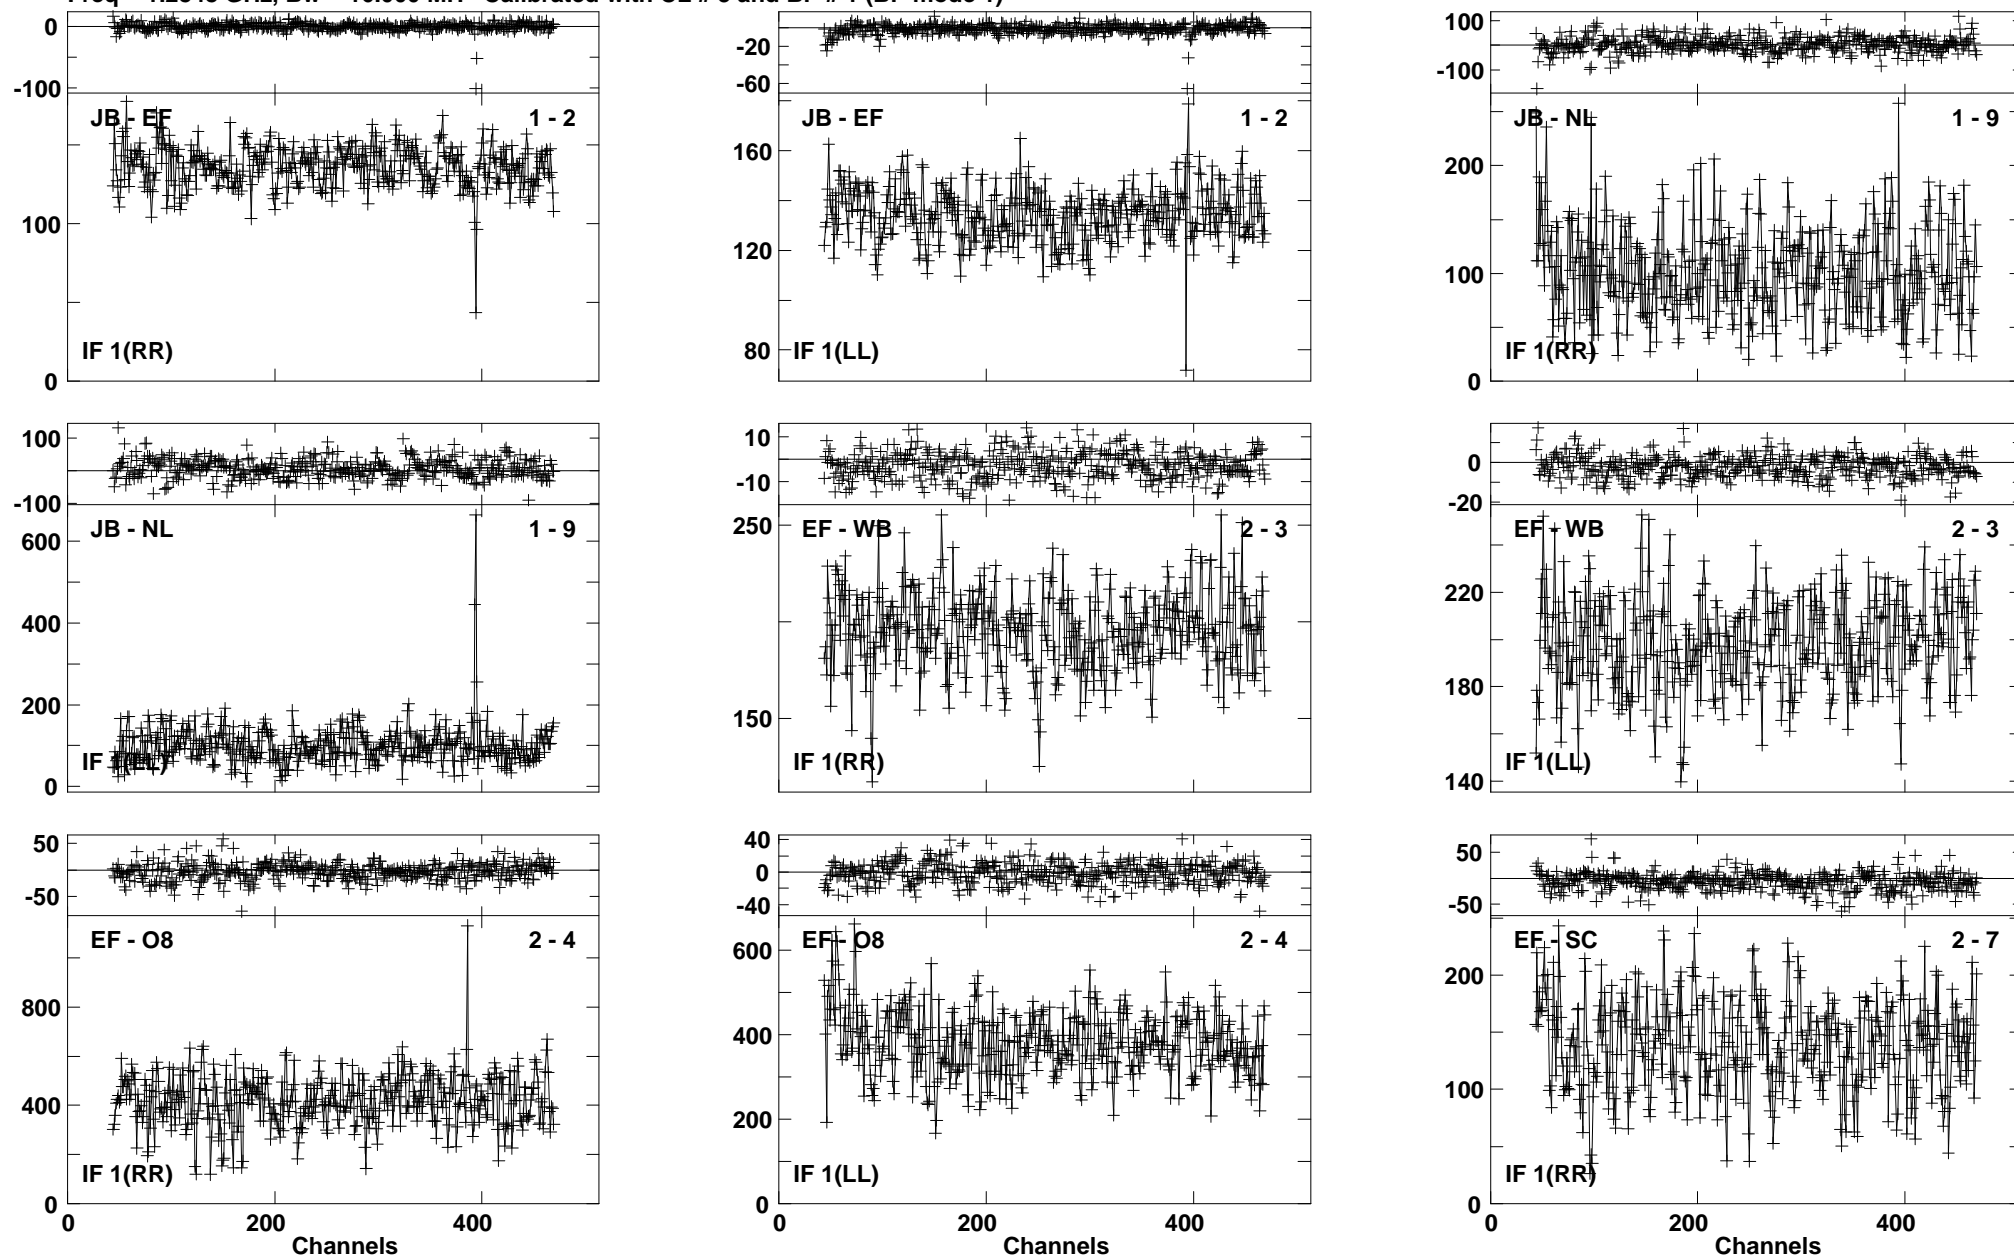 0
-100
JB - EF
1 - 2
100
0
IF 1(RR)
-20
-60
JB - EF
1 - 2
160
120
80
IF 1(LL)
100
-100
JB - NL
1 - 9
200
100
0
IF 1(RR)
100
-100
JB - NL
1 - 9
600
400
200
0
IF 1(LL)
10
-10
EF - WB
2 - 3
250
150
IF 1(RR)
0
-20
EF - WB
2 - 3
220
180
140
IF 1(LL)
50
-50
EF - O8
2 - 4
800
400
0
IF 1(RR)
0 200 400
Channels
40
0
-40
EF - O8
2 - 4
600
400
200
0
IF 1(LL)
0 200 400
Channels
50
-50
EF - SC
2 - 7
200
100
0
IF 1(RR)
0 200 400
Channels